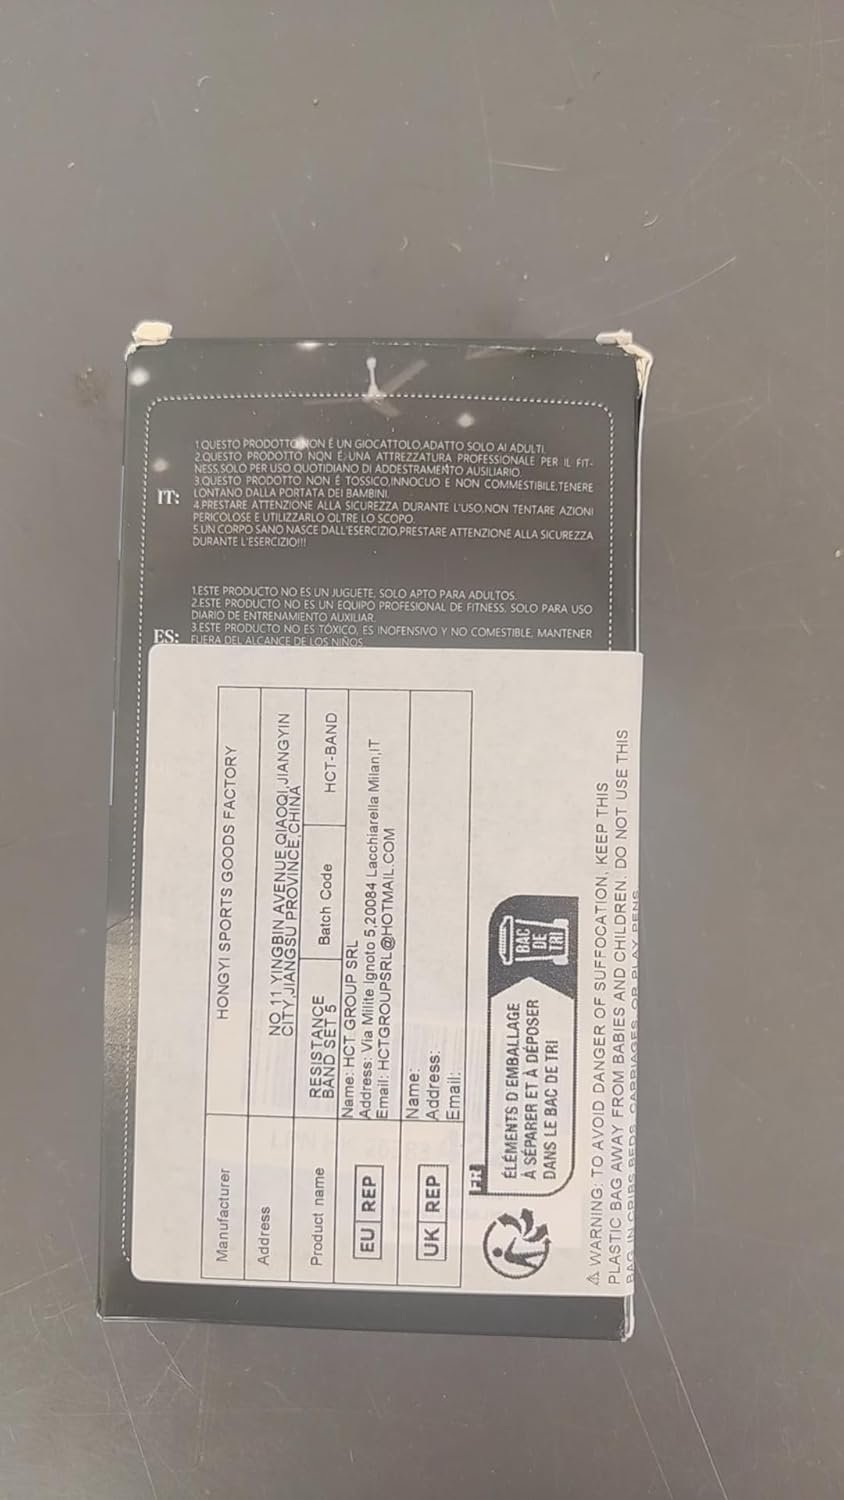 IT:
1.QUESTO PRODOTTO NON È UN GIOCATTOLO,ADATTO SOLO AI ADULTI.
2.QUESTO PRODOTTO NON È UNA ATTREZZATURA PROFESSIONALE PER IL FIT-
NESS,SOLO PER USO QUOTIDIANO DI ADDESTRAMENTO AUSILIARIO.
3.QUESTO PRODOTTO NON È TOSSICO,INNOCUO E NON COMMESTIBILE,TENERE
LONTANO DALLA PORTATA DEI BAMBINI.
4.PRESTARE ATTENZIONE ALLA SICUREZZA DURANTE L'USO,NON TENTARE AZIONI
PERICOLOSE E UTILIZZARLO OLTRE LO SCOPO.
5.UN CORPO SANO NASCE DALL'ESERCIZIO,PRESTARE ATTENZIONE ALLA SICUREZZA
DURANTE L'ESERCIZIO!!!
ES:
1.ESTE PRODUCTO NO ES UN JUGUETE, SOLO APTO PARA ADULTOS.
2.ESTE PRODUCTO NO ES UN EQUIPO PROFESIONAL DE FITNESS, SOLO PARA USO
DIARIO DE ENTRENAMIENTO AUXILIAR.
3.ESTE PRODUCTO NO ES TÓXICO, ES INOFENSIVO Y NO COMESTIBLE, MANTENER
FUERA DEL ALCANCE DE LOS NIÑOS.
Manufacturer HONGYI SPORTS GOODS FACTORY
Address NO 11 YINGBIN AVENUE,QIAOQI,JIANGYIN
CITY,JIANGSU PROVINCE,CHINA
Product name RESISTANCE BAND SET 5 Batch Code HCT-BAND
EU REP
Name: HCT GROUP SRL
Address: Via Milite Ignoto 5,20084 Lacchiarella Milan,IT
Email: HCTGROUPSRL@HOTMAIL.COM
UK REP
Name:
Address:
Email:
FR
ÉLÉMENTS D'EMBALLAGE
À SÉPARER ET À DÉPOSER
DANS LE BAC DE TRI
BAC
DE
TRI
⚠ WARNING: TO AVOID DANGER OF SUFFOCATION, KEEP THIS
PLASTIC BAG AWAY FROM BABIES AND CHILDREN. DO NOT USE THIS
BAG IN CRIBS, BEDS, CARRIAGES, OR PLAY PENS